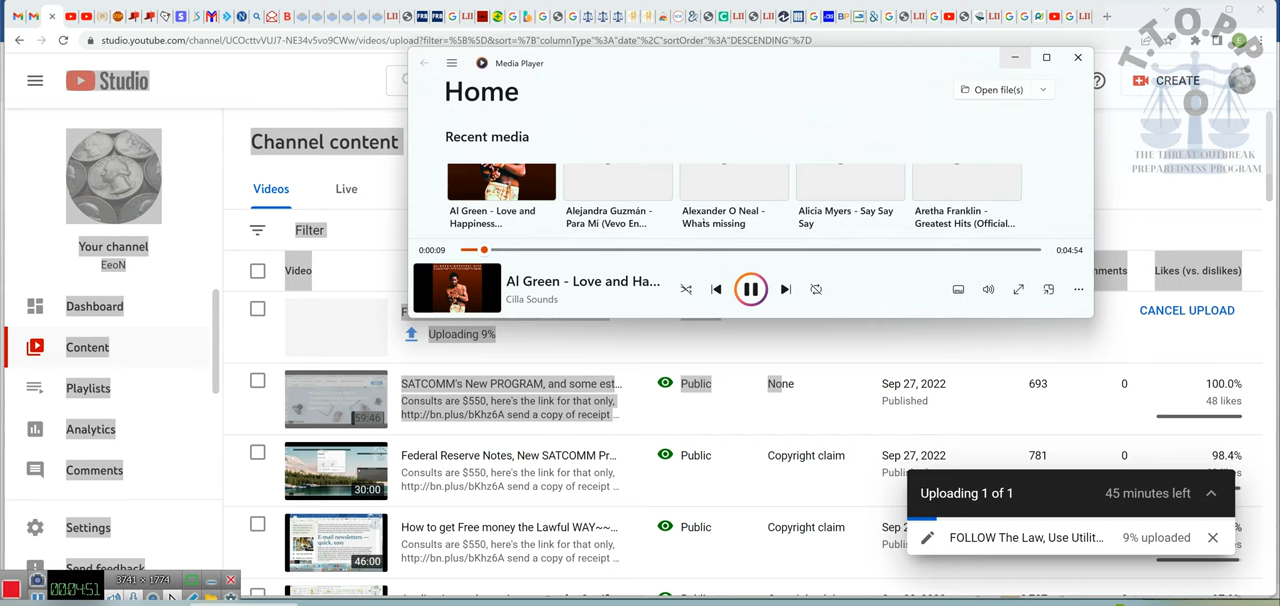 studio.youtube.com/channel/UCOcttvVUJ7-NE34v5vo9CWw/videos/upload?filter=%5B%5D&sort=%7B"columnType"%3A"date"%2C"sortOrder"%3A"DESCENDING"%7D
T.T.O.P.P
O
THE THREAT OUTBREAK
PREPAREDNESS PROGRAM
Studio
CREATE
Media Player
Home
Open file(s)
Recent media
Al Green - Love and
Happiness...
Alejandra Guzmán -
Para Mí (Vevo En...
Alexander O Neal -
Whats missing
Alicia Myers - Say Say
Say
Aretha Franklin -
Greatest Hits (Official...
0:00:09
0:04:54
Al Green - Love and Ha...
Cilla Sounds
Your channel
EeoN
Dashboard
Content
Playlists
Analytics
Comments
Settings
Send feedback
Channel content
Videos
Live
Filter
Video
Likes (vs. dislikes)
Uploading 9%
CANCEL UPLOAD
SATCOMM's New PROGRAM, and some est...
Consults are $550, here's the link for that only,
http://bn.plus/bKhz6A send a copy of receipt ...
59:46
Public
None
Sep 27, 2022
Published
693
0
100.0%
48 likes
Federal Reserve Notes, New SATCOMM Pr...
Consults are $550, here's the link for that only,
http://bn.plus/bKhz6A send a copy of receipt ...
30:00
Public
Copyright claim
Sep 27, 2022
781
0
98.4%
How to get Free money the Lawful WAY~~...
Consults are $550, here's the link for that only,
http://bn.plus/bKhz6A send a copy of receipt ...
46:00
Public
Copyright claim
Uploading 1 of 1
45 minutes left
FOLLOW The Law, Use Utilit...
9% uploaded
3741 × 1774
00:04:51